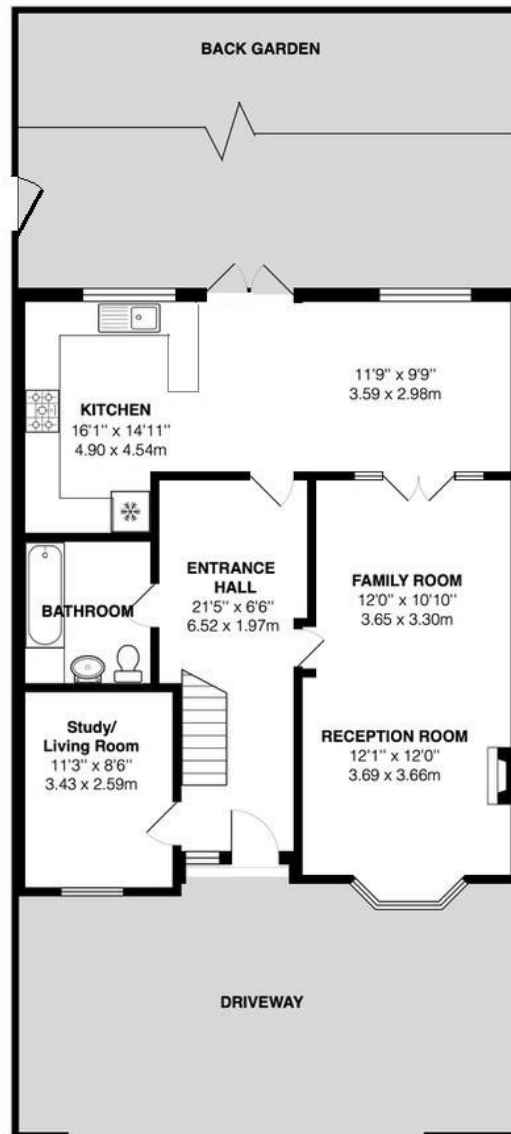 BACK GARDEN
11'9" x 9'9"
3.59 x 2.98m
KITCHEN
16'1" x 14'11"
4.90 x 4.54m
ENTRANCE
HALL
21'5" x 6'6"
6.52 x 1.97m
FAMILY ROOM
12'0" x 10'10"
3.65 x 3.30m
BATHROOM
Study/
Living Room
11'3" x 8'6"
3.43 x 2.59m
RECEPTION ROOM
12'1" x 12'0"
3.69 x 3.66m
DRIVEWAY